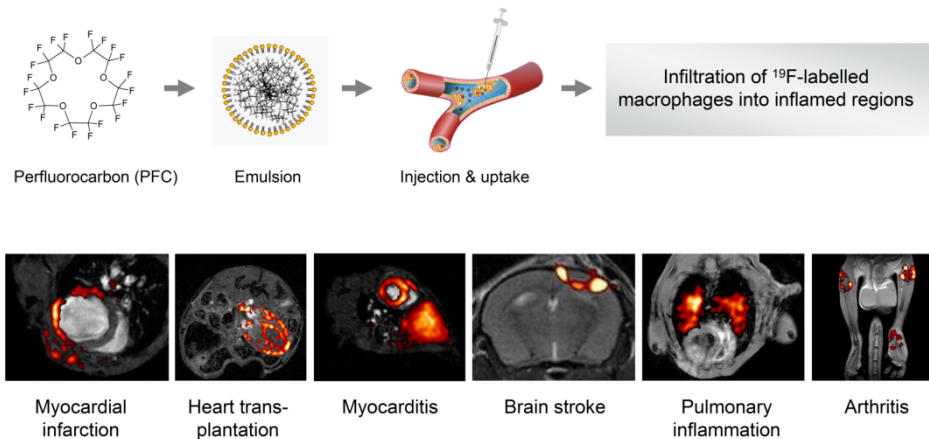 F F F F
F O F
F F
O O
F F
F F
O O
F F
F F
F F F F
Perfluorocarbon (PFC)
Emulsion
Injection & uptake
Infiltration of ¹⁹F-labelled
macrophages into inflamed regions
Myocardial
infarction
Heart trans-
plantation
Myocarditis
Brain stroke
Pulmonary
inflammation
Arthritis